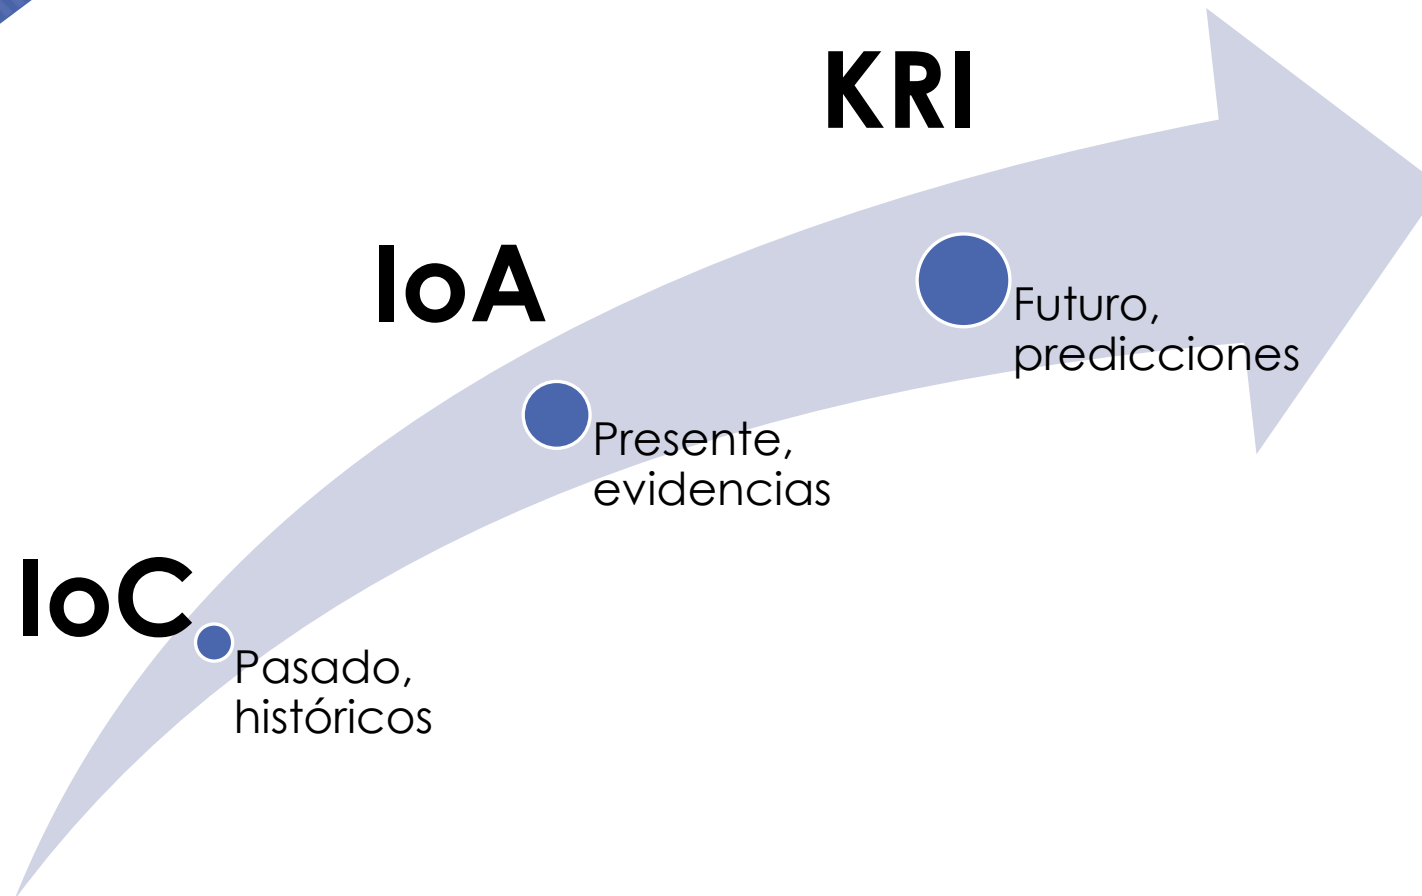 KRI
Futuro,
predicciones
IoA
Presente,
evidencias
IoC
Pasado,
históricos